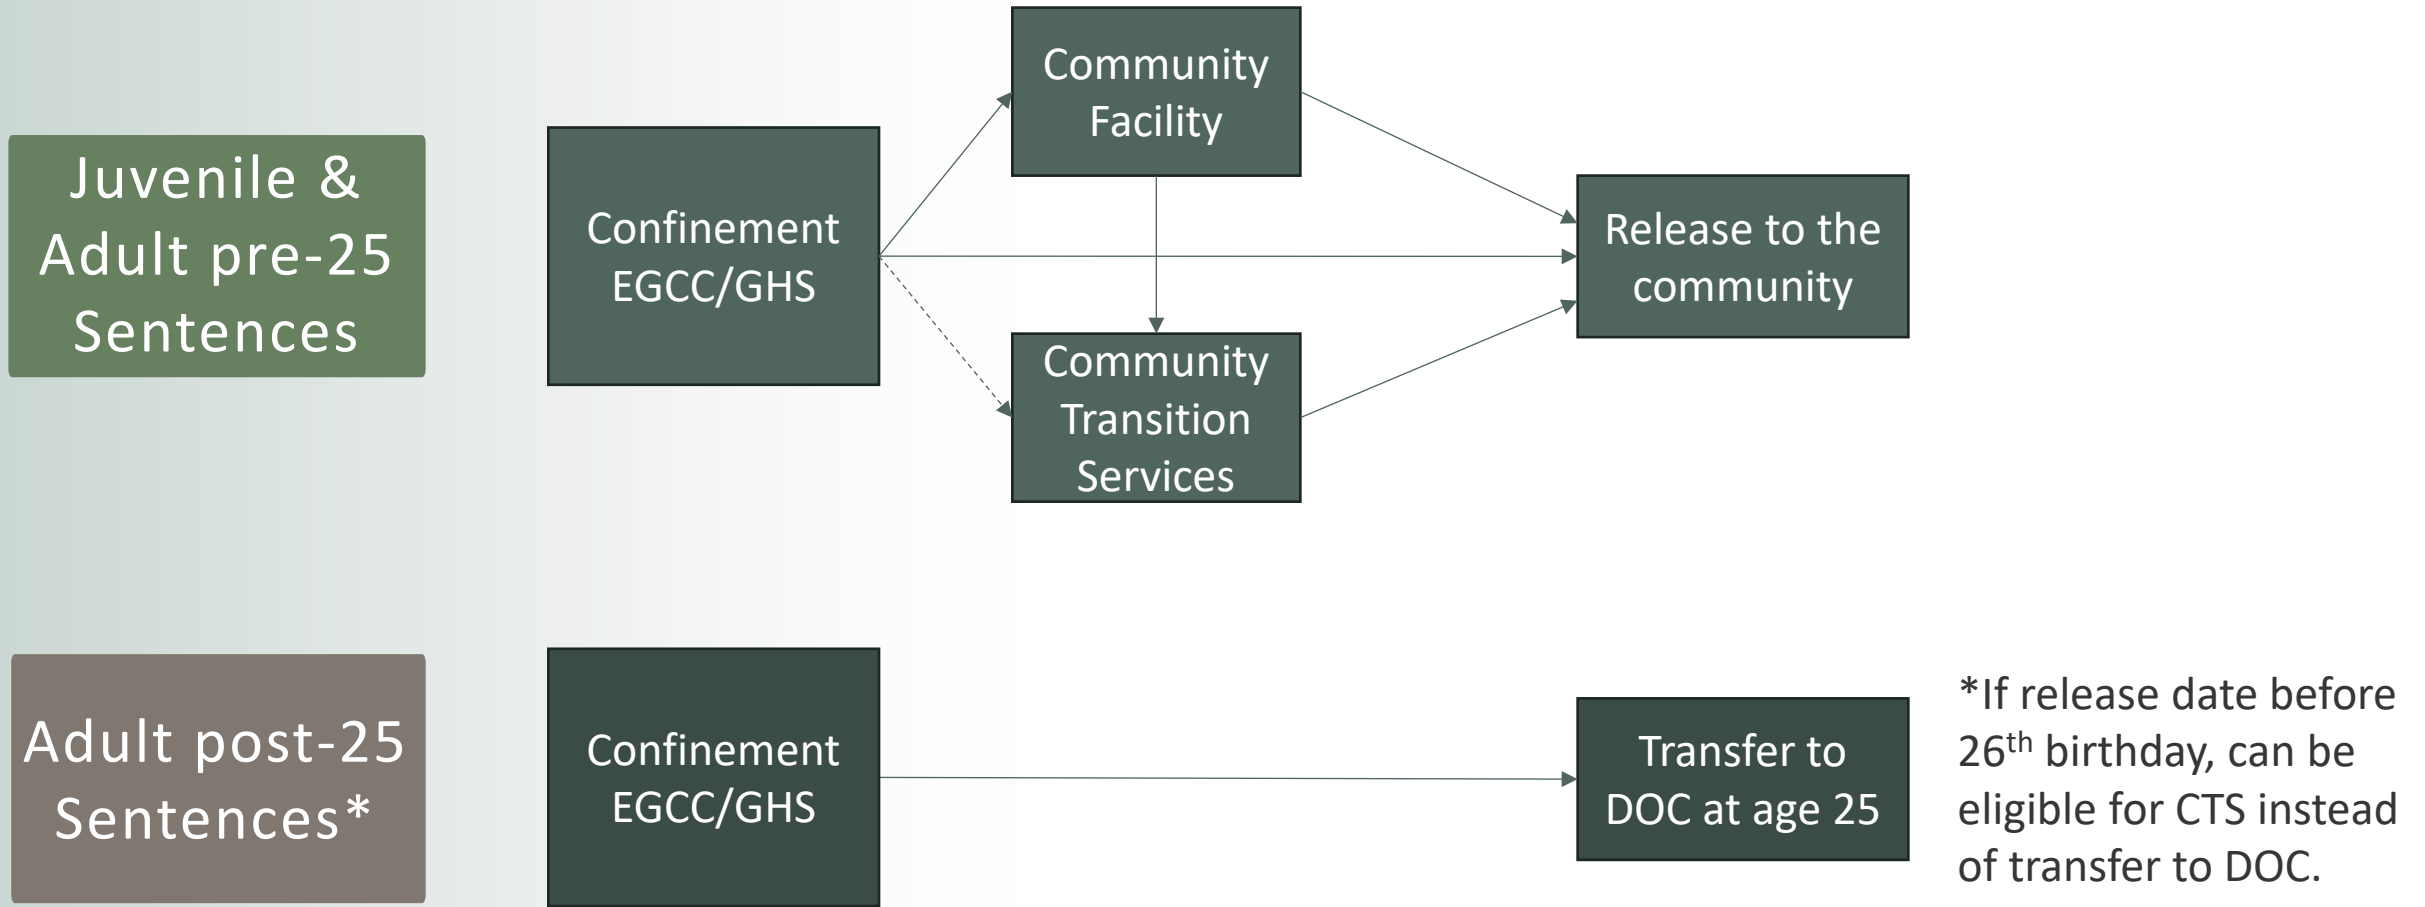 Juvenile &
Adult pre-25
Sentences
Confinement
EGCC/GHS
Community
Facility
Community
Transition
Services
Release to the
community
Adult post-25
Sentences*
Confinement
EGCC/GHS
Transfer to
DOC at age 25
*If release date before
26th birthday, can be
eligible for CTS instead
of transfer to DOC.